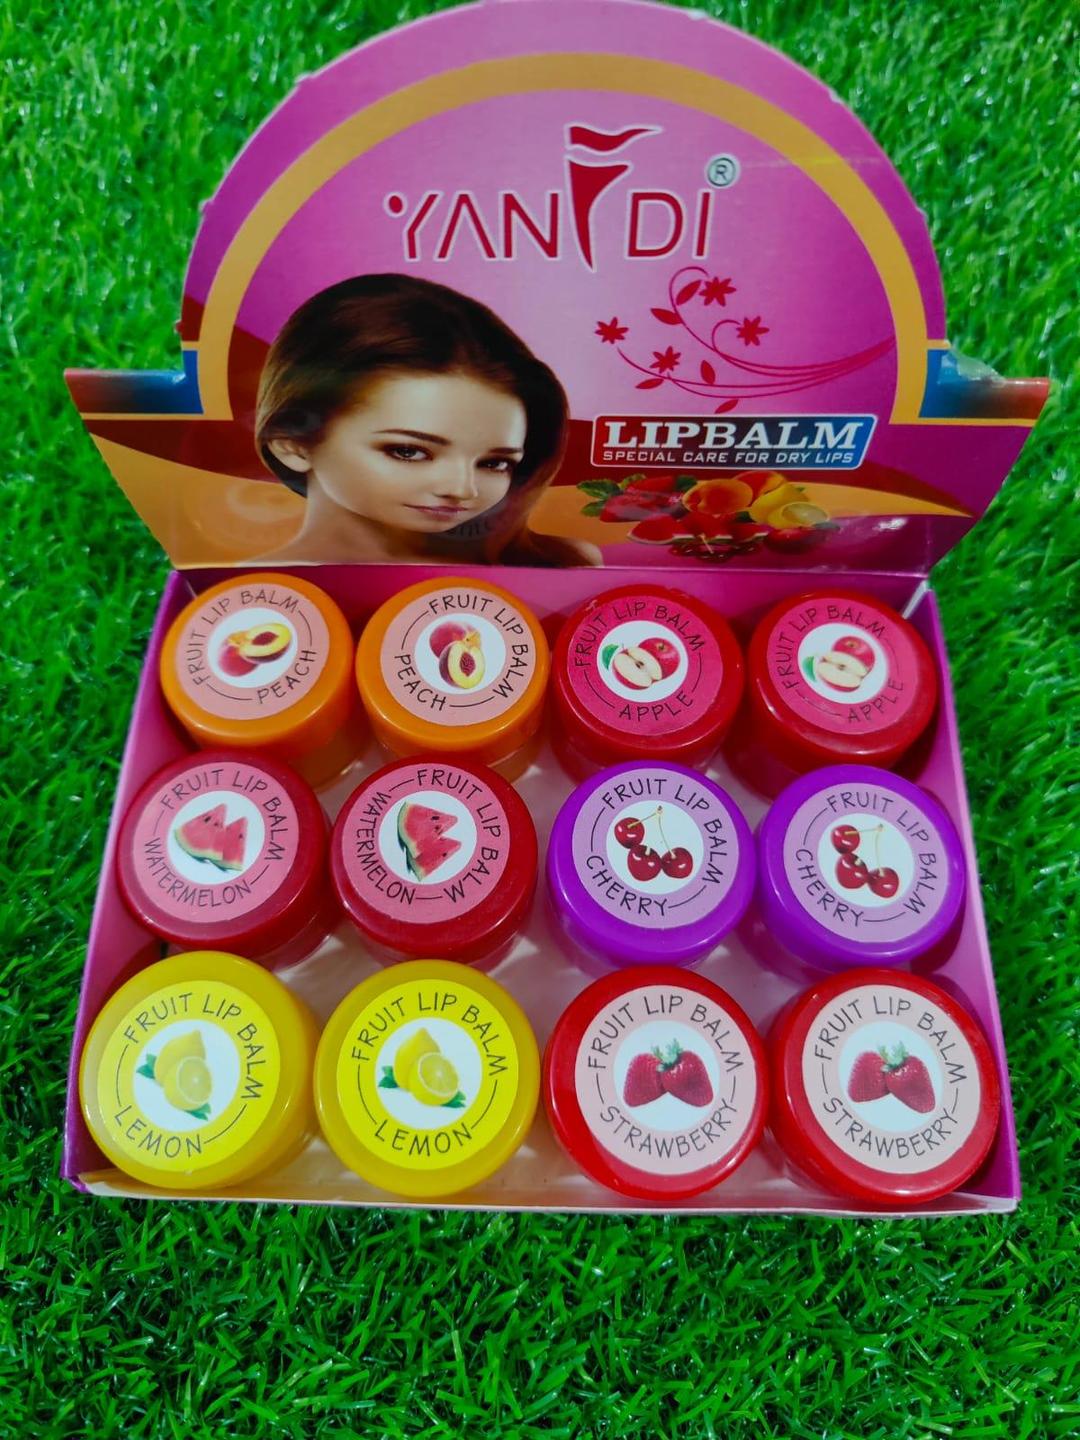 YANDI®
LIPBALM
SPECIAL CARE FOR DRY LIPS
FRUIT LIP BALM
PEACH
FRUIT LIP BALM
PEACH
FRUIT LIP BALM
APPLE
FRUIT LIP BALM
APPLE
FRUIT LIP BALM
WATERMELON
FRUIT LIP BALM
WATERMELON
FRUIT LIP BALM
CHERRY
FRUIT LIP BALM
CHERRY
FRUIT LIP BALM
LEMON
FRUIT LIP BALM
LEMON
FRUIT LIP BALM
STRAWBERRY
FRUIT LIP BALM
STRAWBERRY